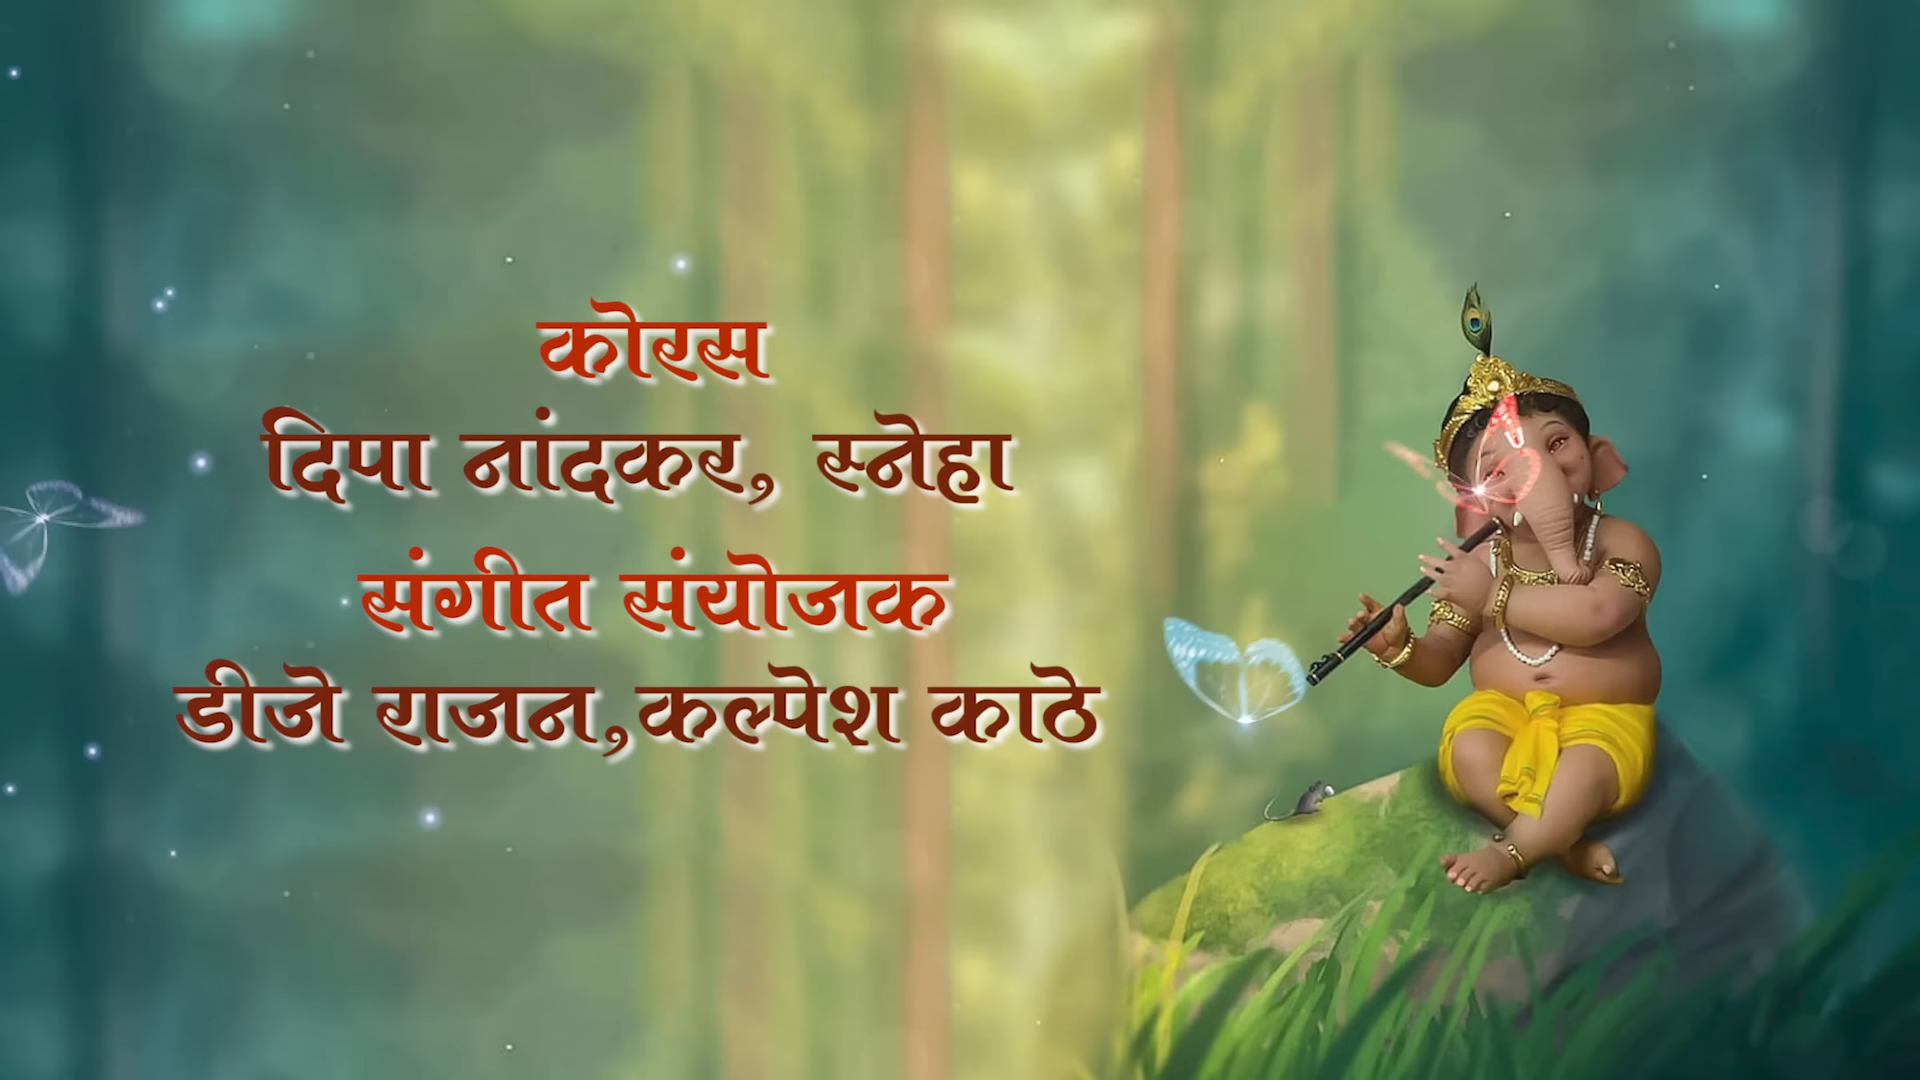 कोरस
दिपा नांदकर, स्नेहा
संगीत संयोजक
डीजे राजन,कल्पेश काठे